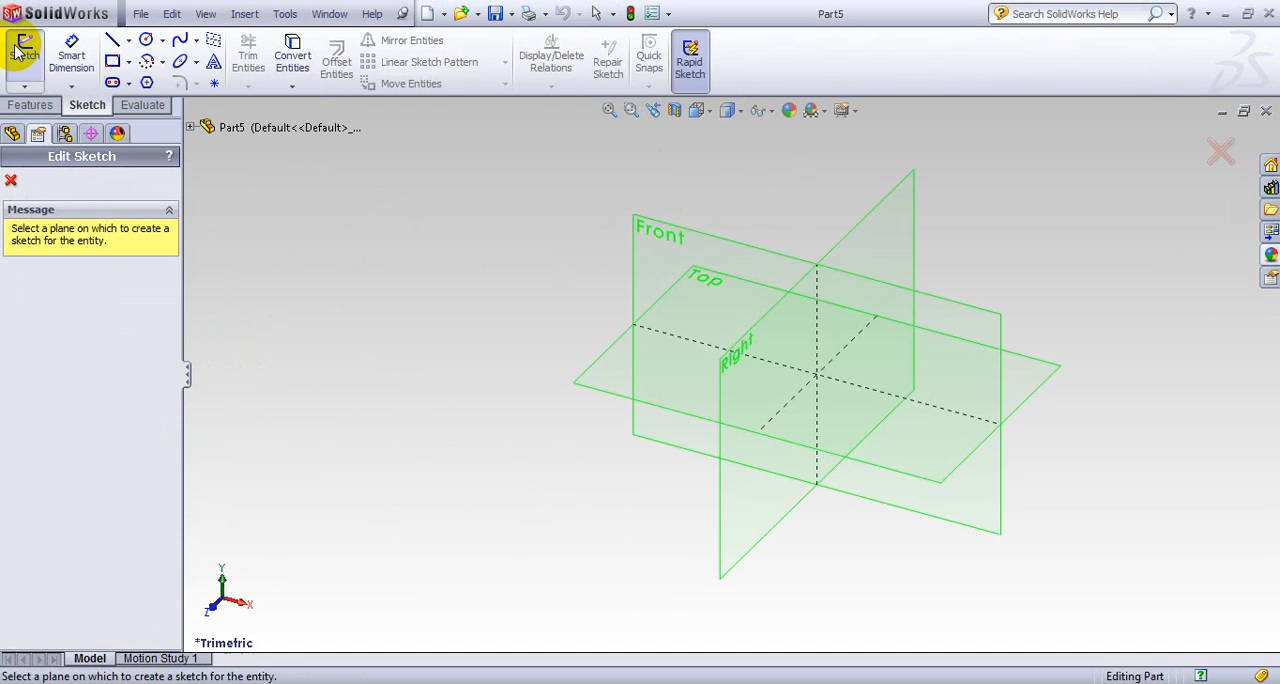 SolidWorks File Edit View Insert Tools Window Help Part5 Search SolidWorks Help
Sketch
Smart
Dimension
Trim
Entities
Convert
Entities
Offset
Entities
Mirror Entities
Linear Sketch Pattern
Move Entities
Display/Delete
Relations
Repair
Sketch
Quick
Snaps
Rapid
Sketch
Features Sketch Evaluate
Edit Sketch ?
Message
Select a plane on which to create a
sketch for the entity.
Part5 (Default<<Default>_...
Front
Top
Right
Y
X
Z
*Trimetric
Model Motion Study 1
Select a plane on which to create a sketch for the entity. Editing Part